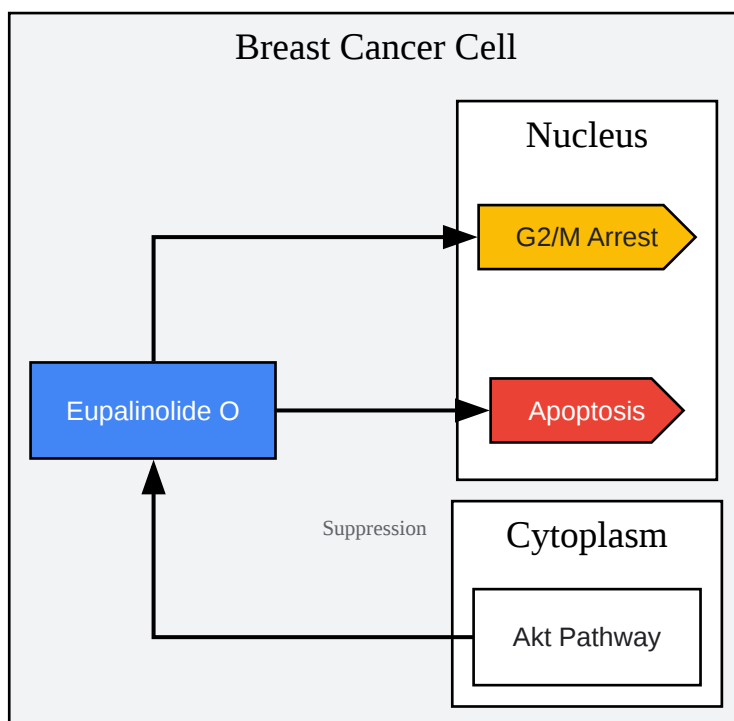 Breast Cancer Cell
Nucleus
G2/M Arrest
Eupalinolide O
Apoptosis
Suppression
Cytoplasm
Akt Pathway